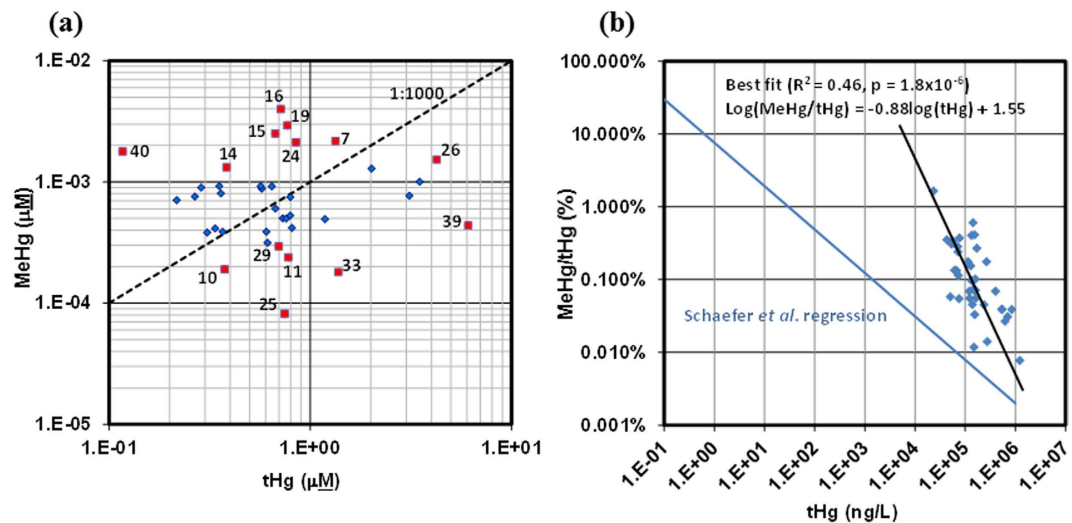 (a)
1.E-02
1.E-03
1.E-04
1.E-05
MeHg (µM)
1.E-01
1.E+00
1.E+01
tHg (µM)
1:1000
16
19
15
24
7
40
14
26
39
29
11
33
10
25
(b)
100.000%
10.000%
1.000%
0.100%
0.010%
0.001%
MeHg/tHg (%)
Best fit (R² = 0.46, p = 1.8x10⁻⁶)
Log(MeHg/tHg) = -0.88log(tHg) + 1.55
Schaefer et al. regression
1.E-01
1.E+00
1.E+01
1.E+02
1.E+03
1.E+04
1.E+05
1.E+06
1.E+07
tHg (ng/L)